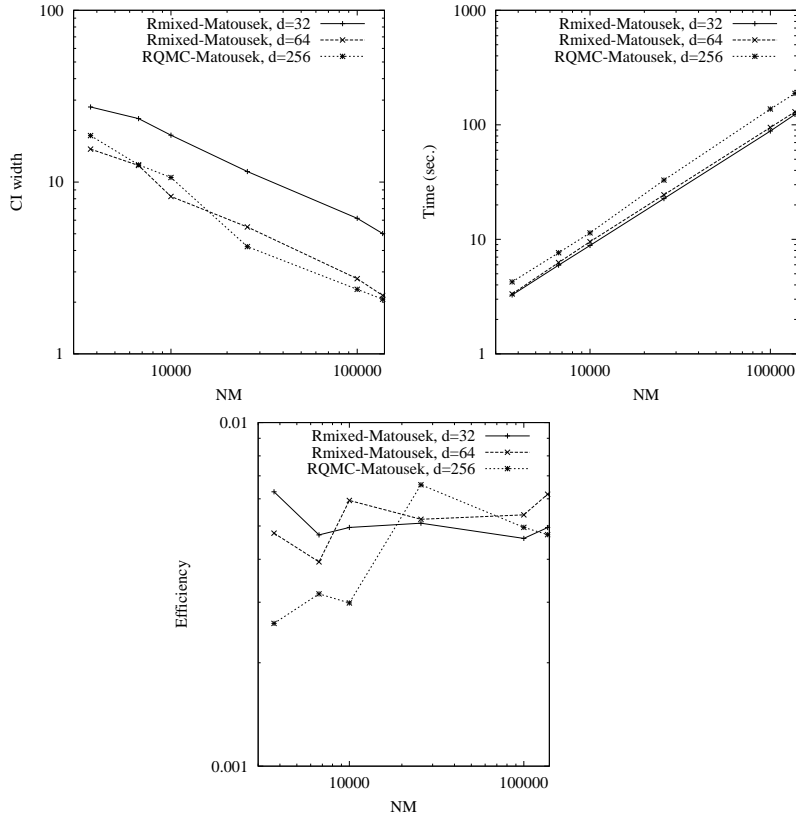 100
10
1
10000
100000
CI width
NM
Rmixed-Matousek, d=32
Rmixed-Matousek, d=64
RQMC-Matousek, d=256
1000
100
10
1
10000
100000
Time (sec.)
NM
Rmixed-Matousek, d=32
Rmixed-Matousek, d=64
RQMC-Matousek, d=256
0.01
0.001
10000
100000
Efficiency
NM
Rmixed-Matousek, d=32
Rmixed-Matousek, d=64
RQMC-Matousek, d=256